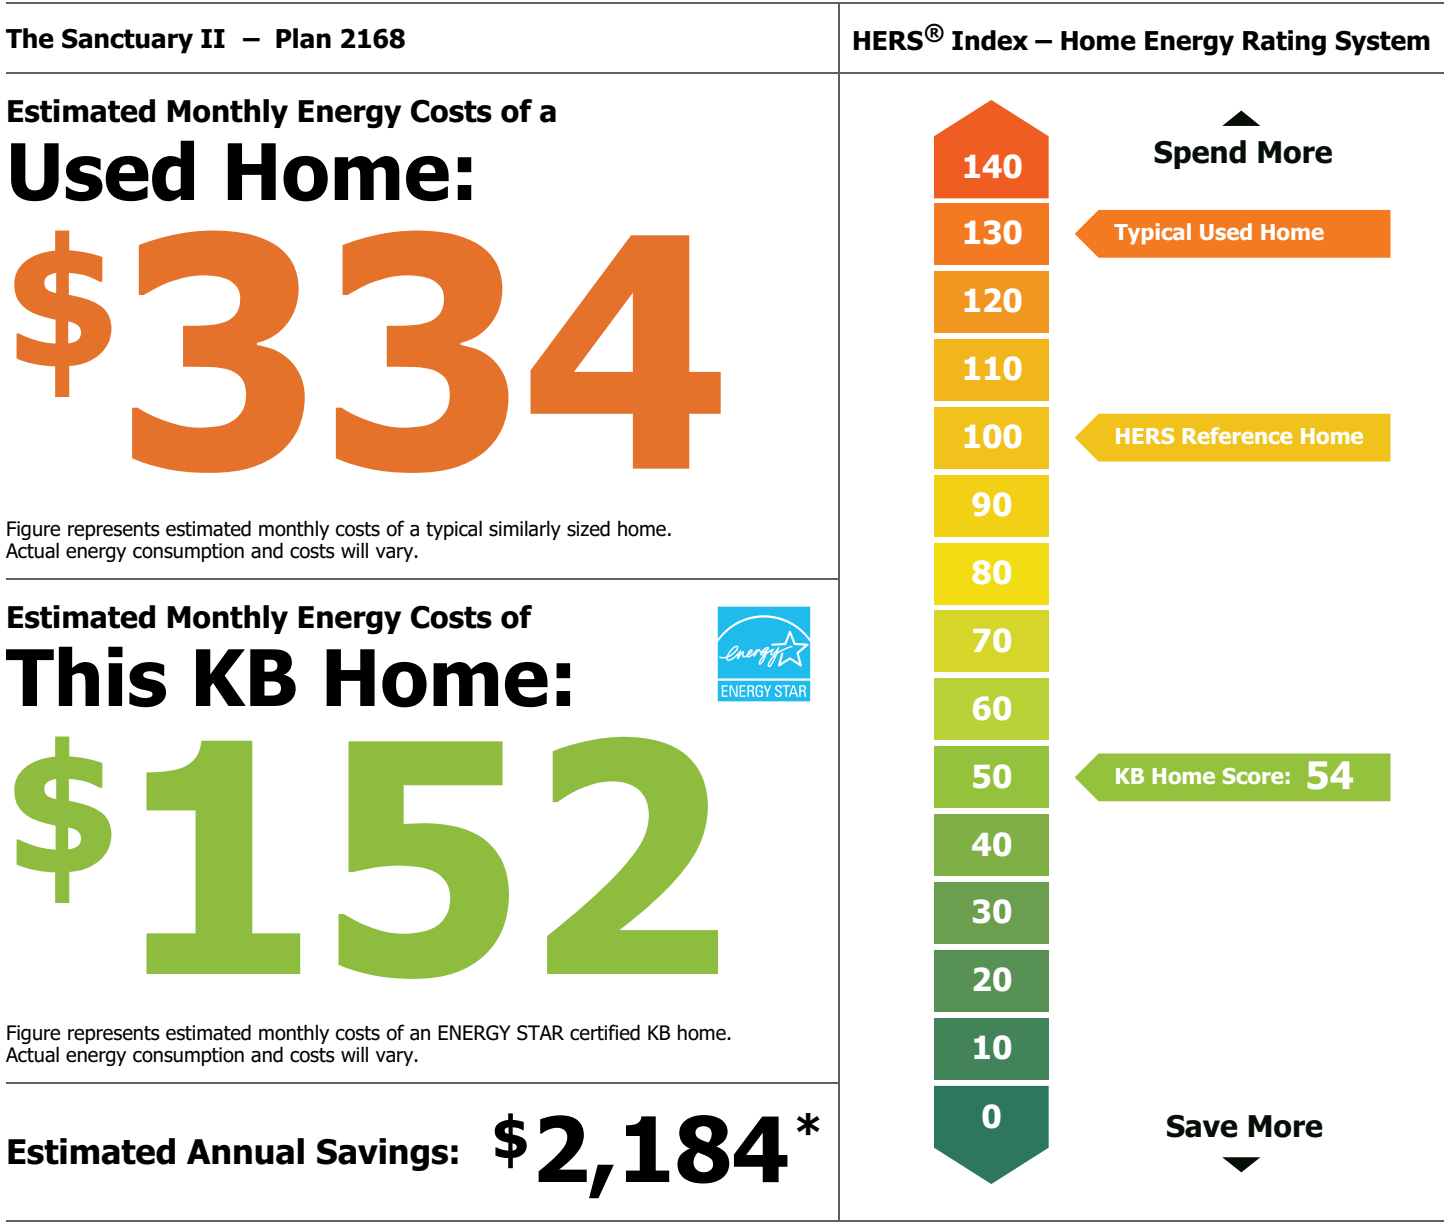 The Sanctuary II – Plan 2168
Estimated Monthly Energy Costs of a
Used Home:
$334
Figure represents estimated monthly costs of a typical similarly sized home.
Actual energy consumption and costs will vary.
Estimated Monthly Energy Costs of
This KB Home:
energy
ENERGY STAR
$152
Figure represents estimated monthly costs of an ENERGY STAR certified KB home.
Actual energy consumption and costs will vary.
Estimated Annual Savings: $2,184*
HERS® Index – Home Energy Rating System
Spend More
140
130 Typical Used Home
120
110
100 HERS Reference Home
90
80
70
60
50 KB Home Score: 54
40
30
20
10
0
Save More